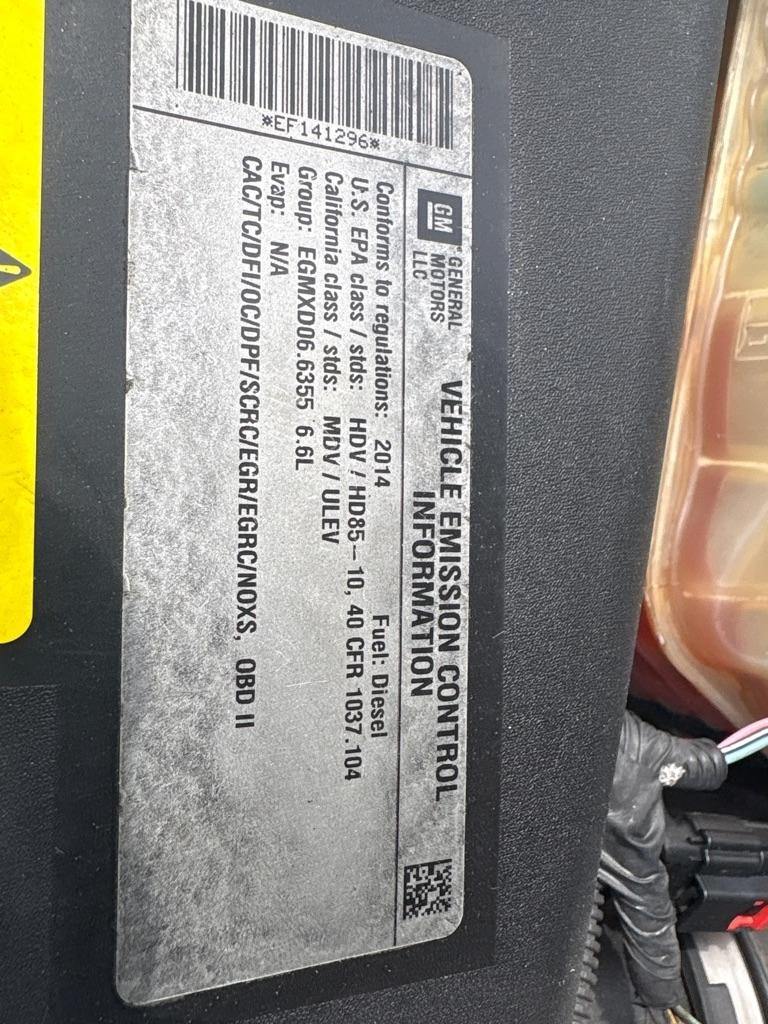 *EF141296*
GM
GENERAL
MOTORS
LLC
VEHICLE EMISSION CONTROL
INFORMATION
Conforms to regulations: 2014 Fuel: Diesel
U.S. EPA class / stds: HDV / HD85-10, 40 CFR 1037.104
California class / stds: MDV / ULEV
Group: EGMXD06.6355 6.6L
Evap: N/A
CAC/TC/DFI/OC/DPF/SCRC/EGR/EGRC/NOXS, OBD II